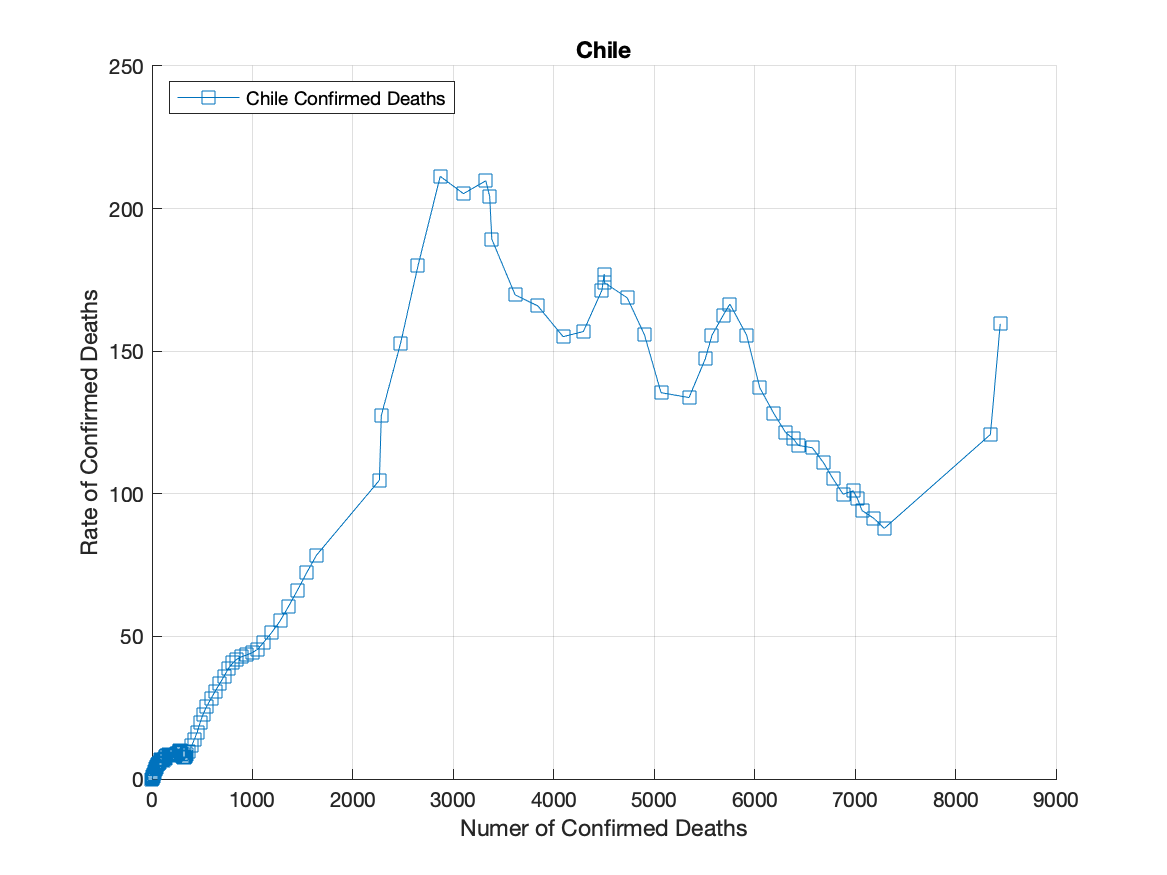 Chile
Chile Confirmed Deaths
Rate of Confirmed Deaths
250
200
150
100
50
0
0 1000 2000 3000 4000 5000 6000 7000 8000 9000
Numer of Confirmed Deaths